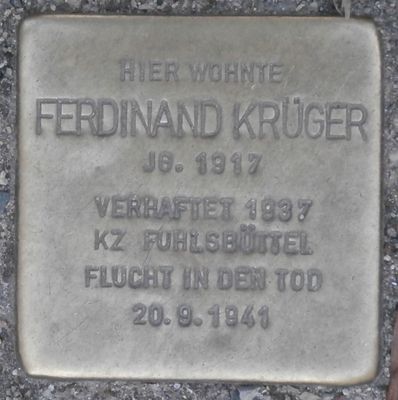 HIER WOHNTE
FERDINAND KRÜGER
JG. 1917
VERHAFTET 1937
KZ FUHLSBÜTTEL
FLUCHT IN DEN TOD
20.9.1941